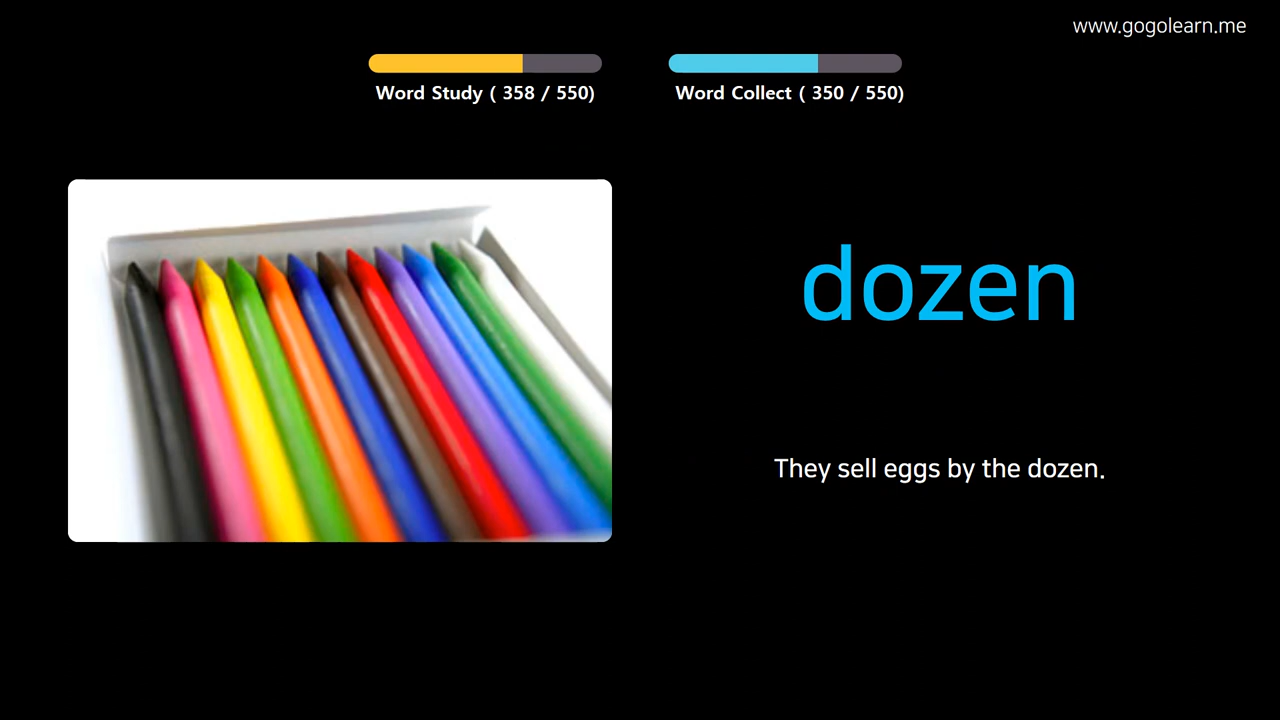 www.gogolearn.me
Word Study ( 358 / 550)
Word Collect ( 350 / 550)
dozen
They sell eggs by the dozen.